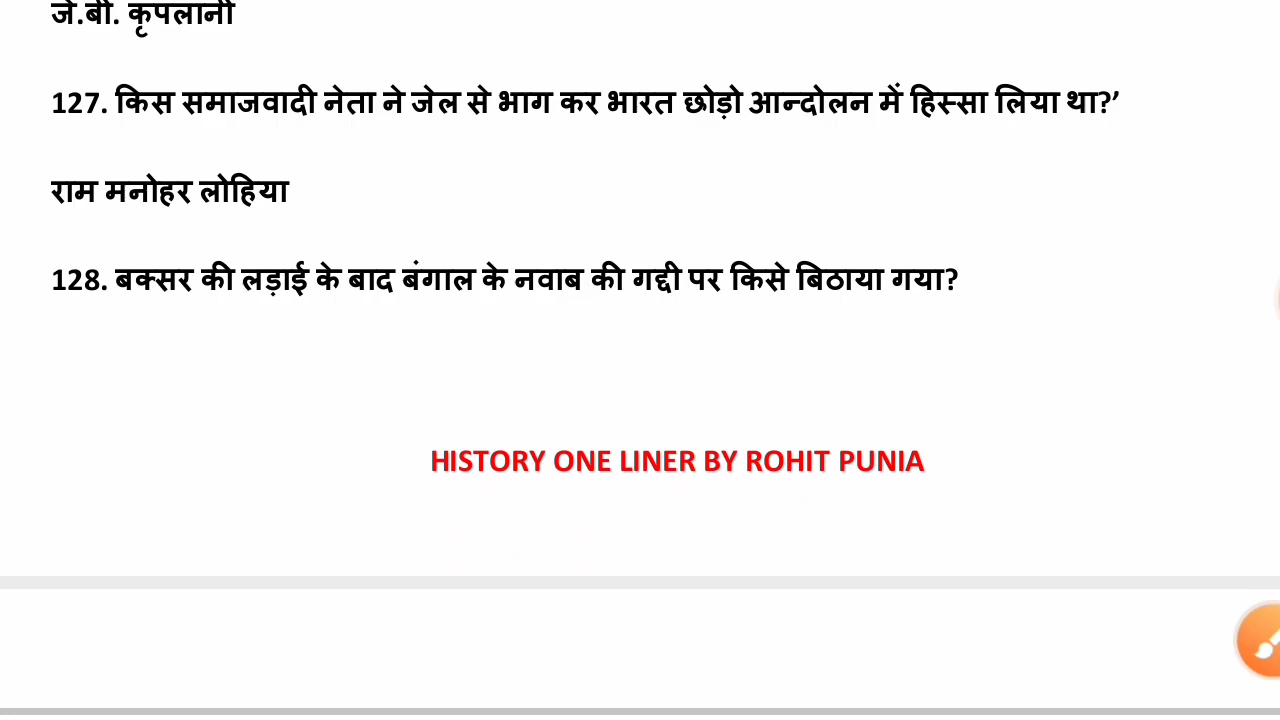 जे.बी. कृपलानी
127. किस समाजवादी नेता ने जेल से भाग कर भारत छोड़ो आन्दोलन में हिस्सा लिया था?’
राम मनोहर लोहिया
128. बक्सर की लड़ाई के बाद बंगाल के नवाब की गद्दी पर किसे बिठाया गया?
HISTORY ONE LINER BY ROHIT PUNIA